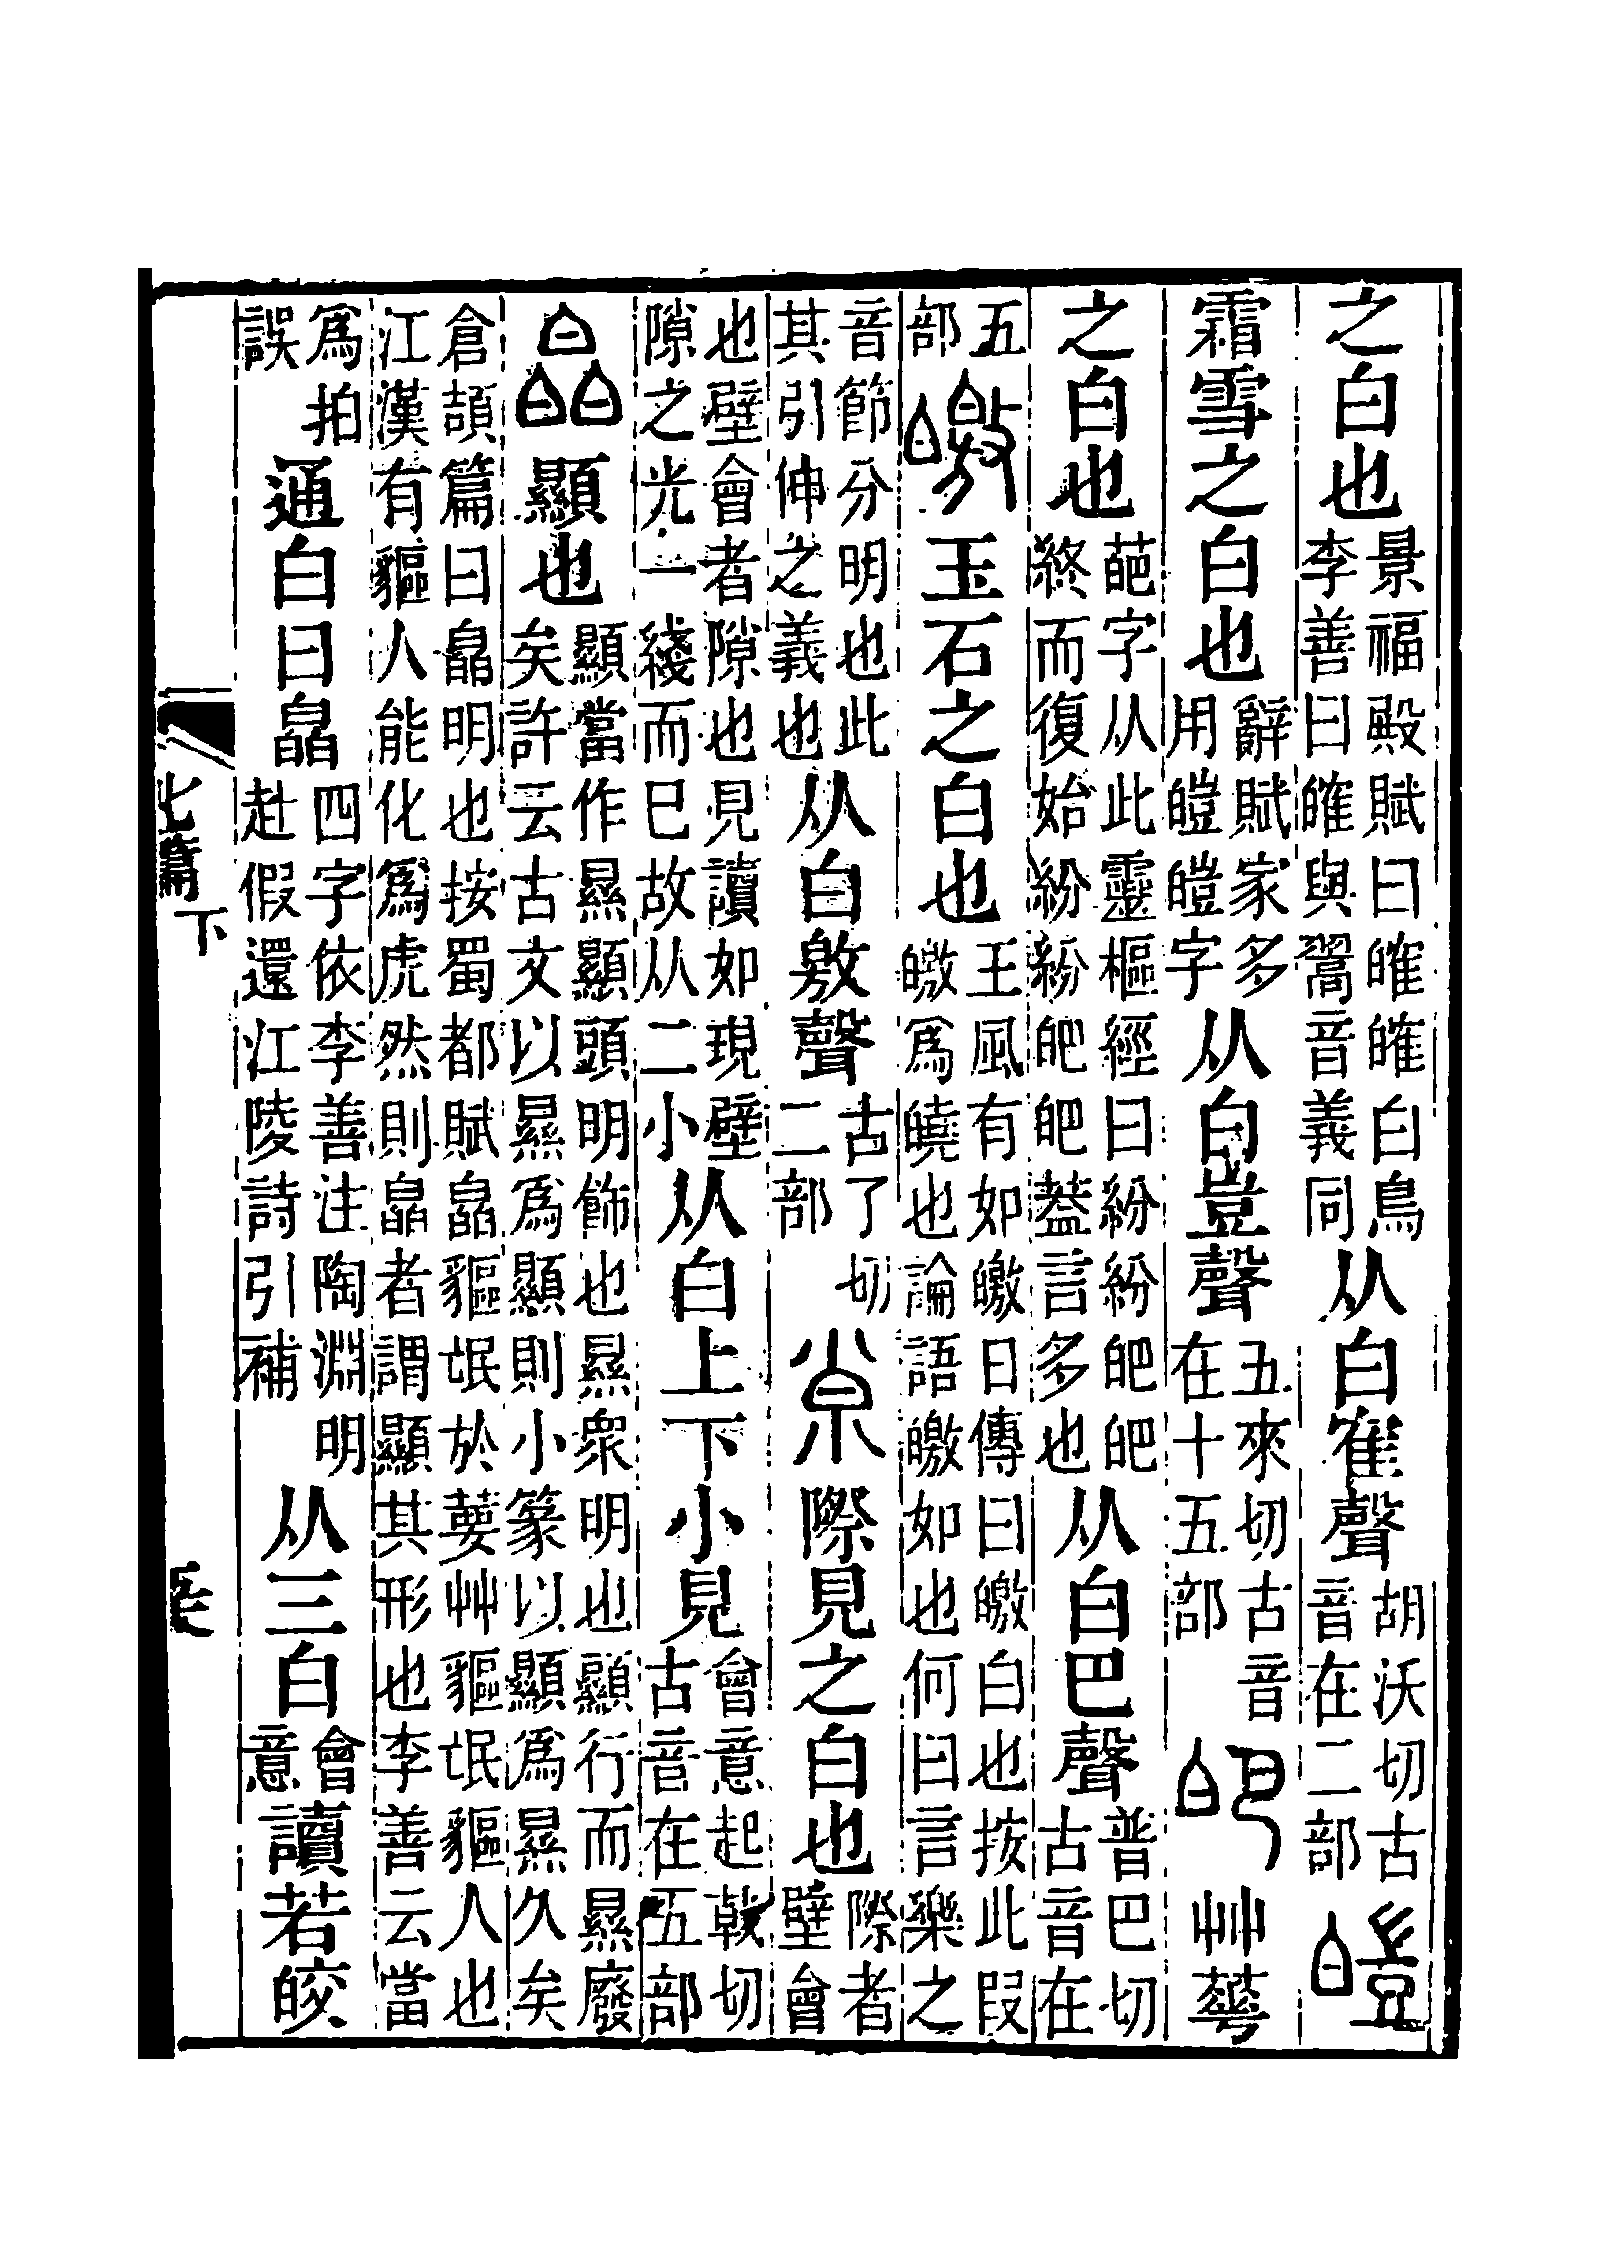 之白也景福殿賦曰㿥㿥白鳥李善曰㿥與翯音義同从白隺聲胡沃切古音在二部皚
霜雪之白也辭賦家多用皚皚字从白豈聲五來切古音在十五部皅艸蕐
之白也葩字从此靈樞經曰紛紛皅皅終而復始紛紛皅皅葢言多也从白巴聲普巴切古音在
五部皦玉石之白也王風有如皦日傳曰皦白也按此叚皦爲皢也論語皦如也何曰言樂之
音節分明也此其引伸之義也从白敫聲古了切二部𡭴際見之白也際者壁會
也壁會者隙也見讀如現壁隙之光一綫而巳故从二小从白上下小見會意起㦸切古音在五部
皛顯也顯當作㬎顯頭明飾也㬎衆明也顯行而㬎廢矣許云古文以㬎爲顯則小篆以顯爲㬎久矣
倉頡篇曰皛明也按蜀都賦皛貙氓於葽艸貙氓貙人也江漢有貙人能化爲虎然則皛者謂顯其形也李善云當
爲拍誤通白曰皛四字依李善注陶淵明赴假還江陵詩引補从三白會意讀若皎
七篇下